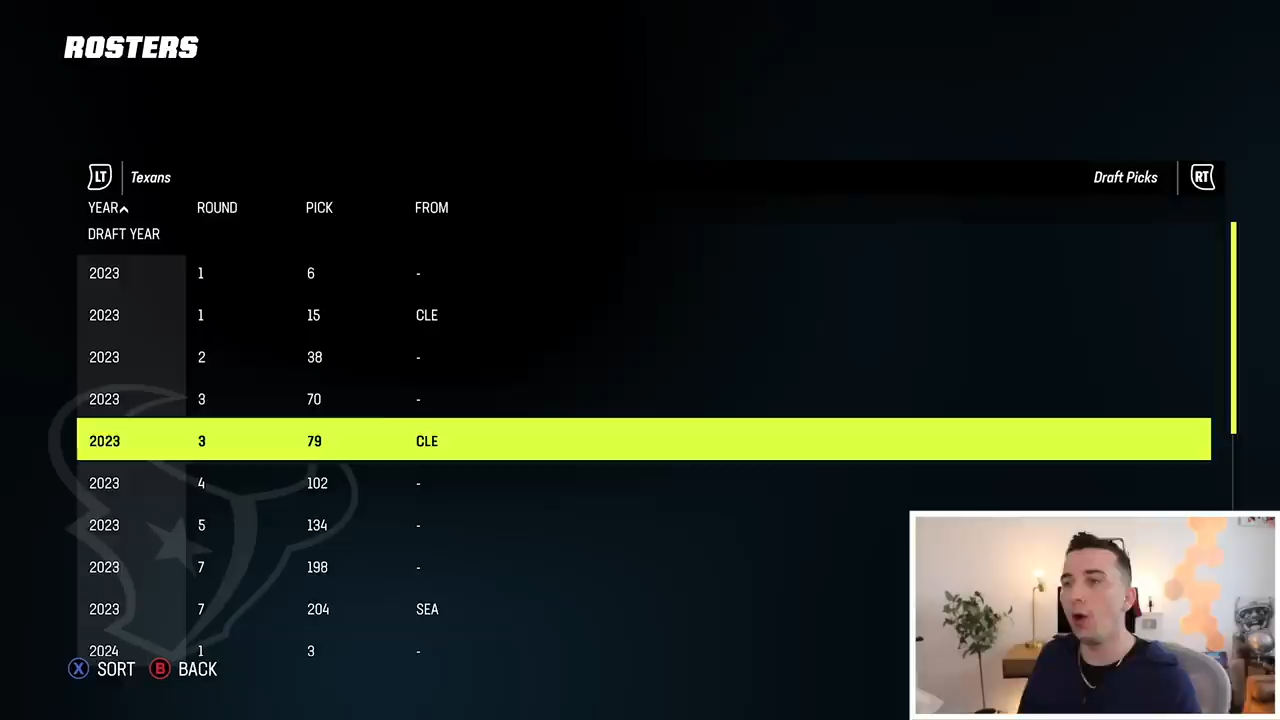 ROSTERS
LT Texans Draft Picks RT
YEAR ROUND PICK FROM
DRAFT YEAR
2023 1 6 -
2023 1 15 CLE
2023 2 38 -
2023 3 70 -
2023 3 79 CLE
2023 4 102 -
2023 5 134 -
2023 7 198 -
2023 7 204 SEA
2024 1 3 -
X SORT B BACK